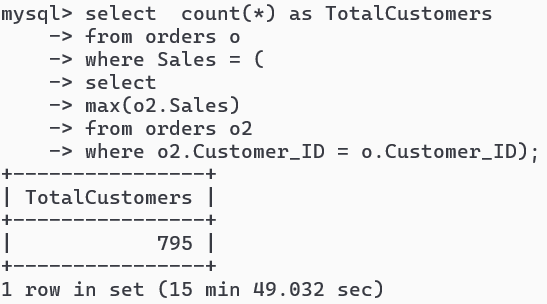 mysql> select  count(*) as TotalCustomers
    -> from orders o
    -> where Sales = (
    -> select
    -> max(o2.Sales)
    -> from orders o2
    -> where o2.Customer_ID = o.Customer_ID);
+----------------+
| TotalCustomers |
+----------------+
|            795 |
+----------------+
1 row in set (15 min 49.032 sec)